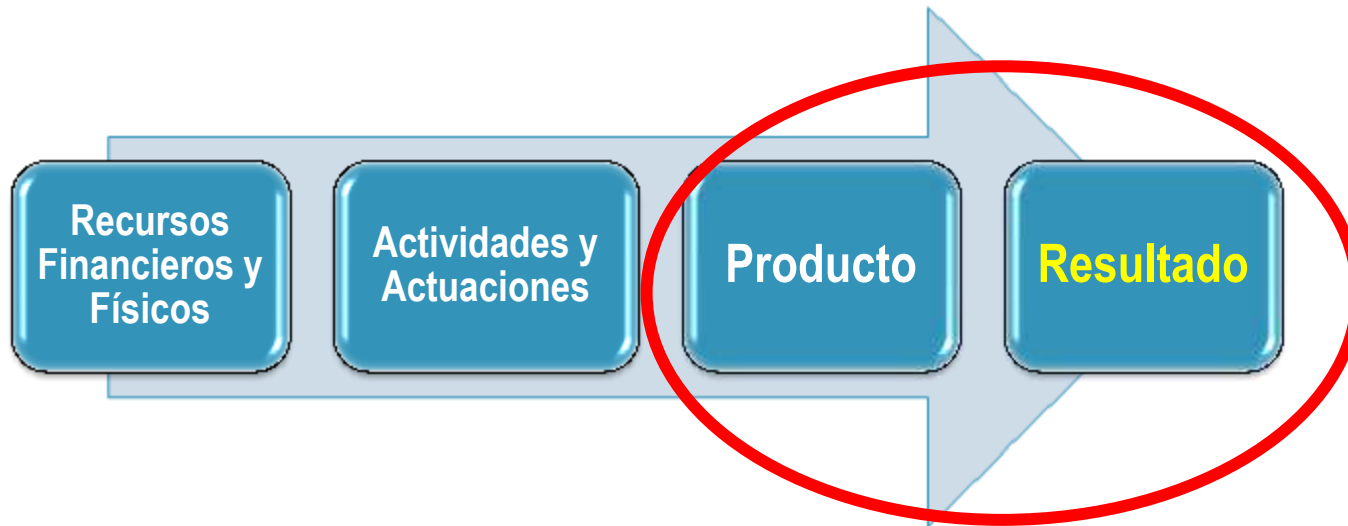 Recursos
Financieros y
Físicos
Actividades y
Actuaciones
Producto
Resultado